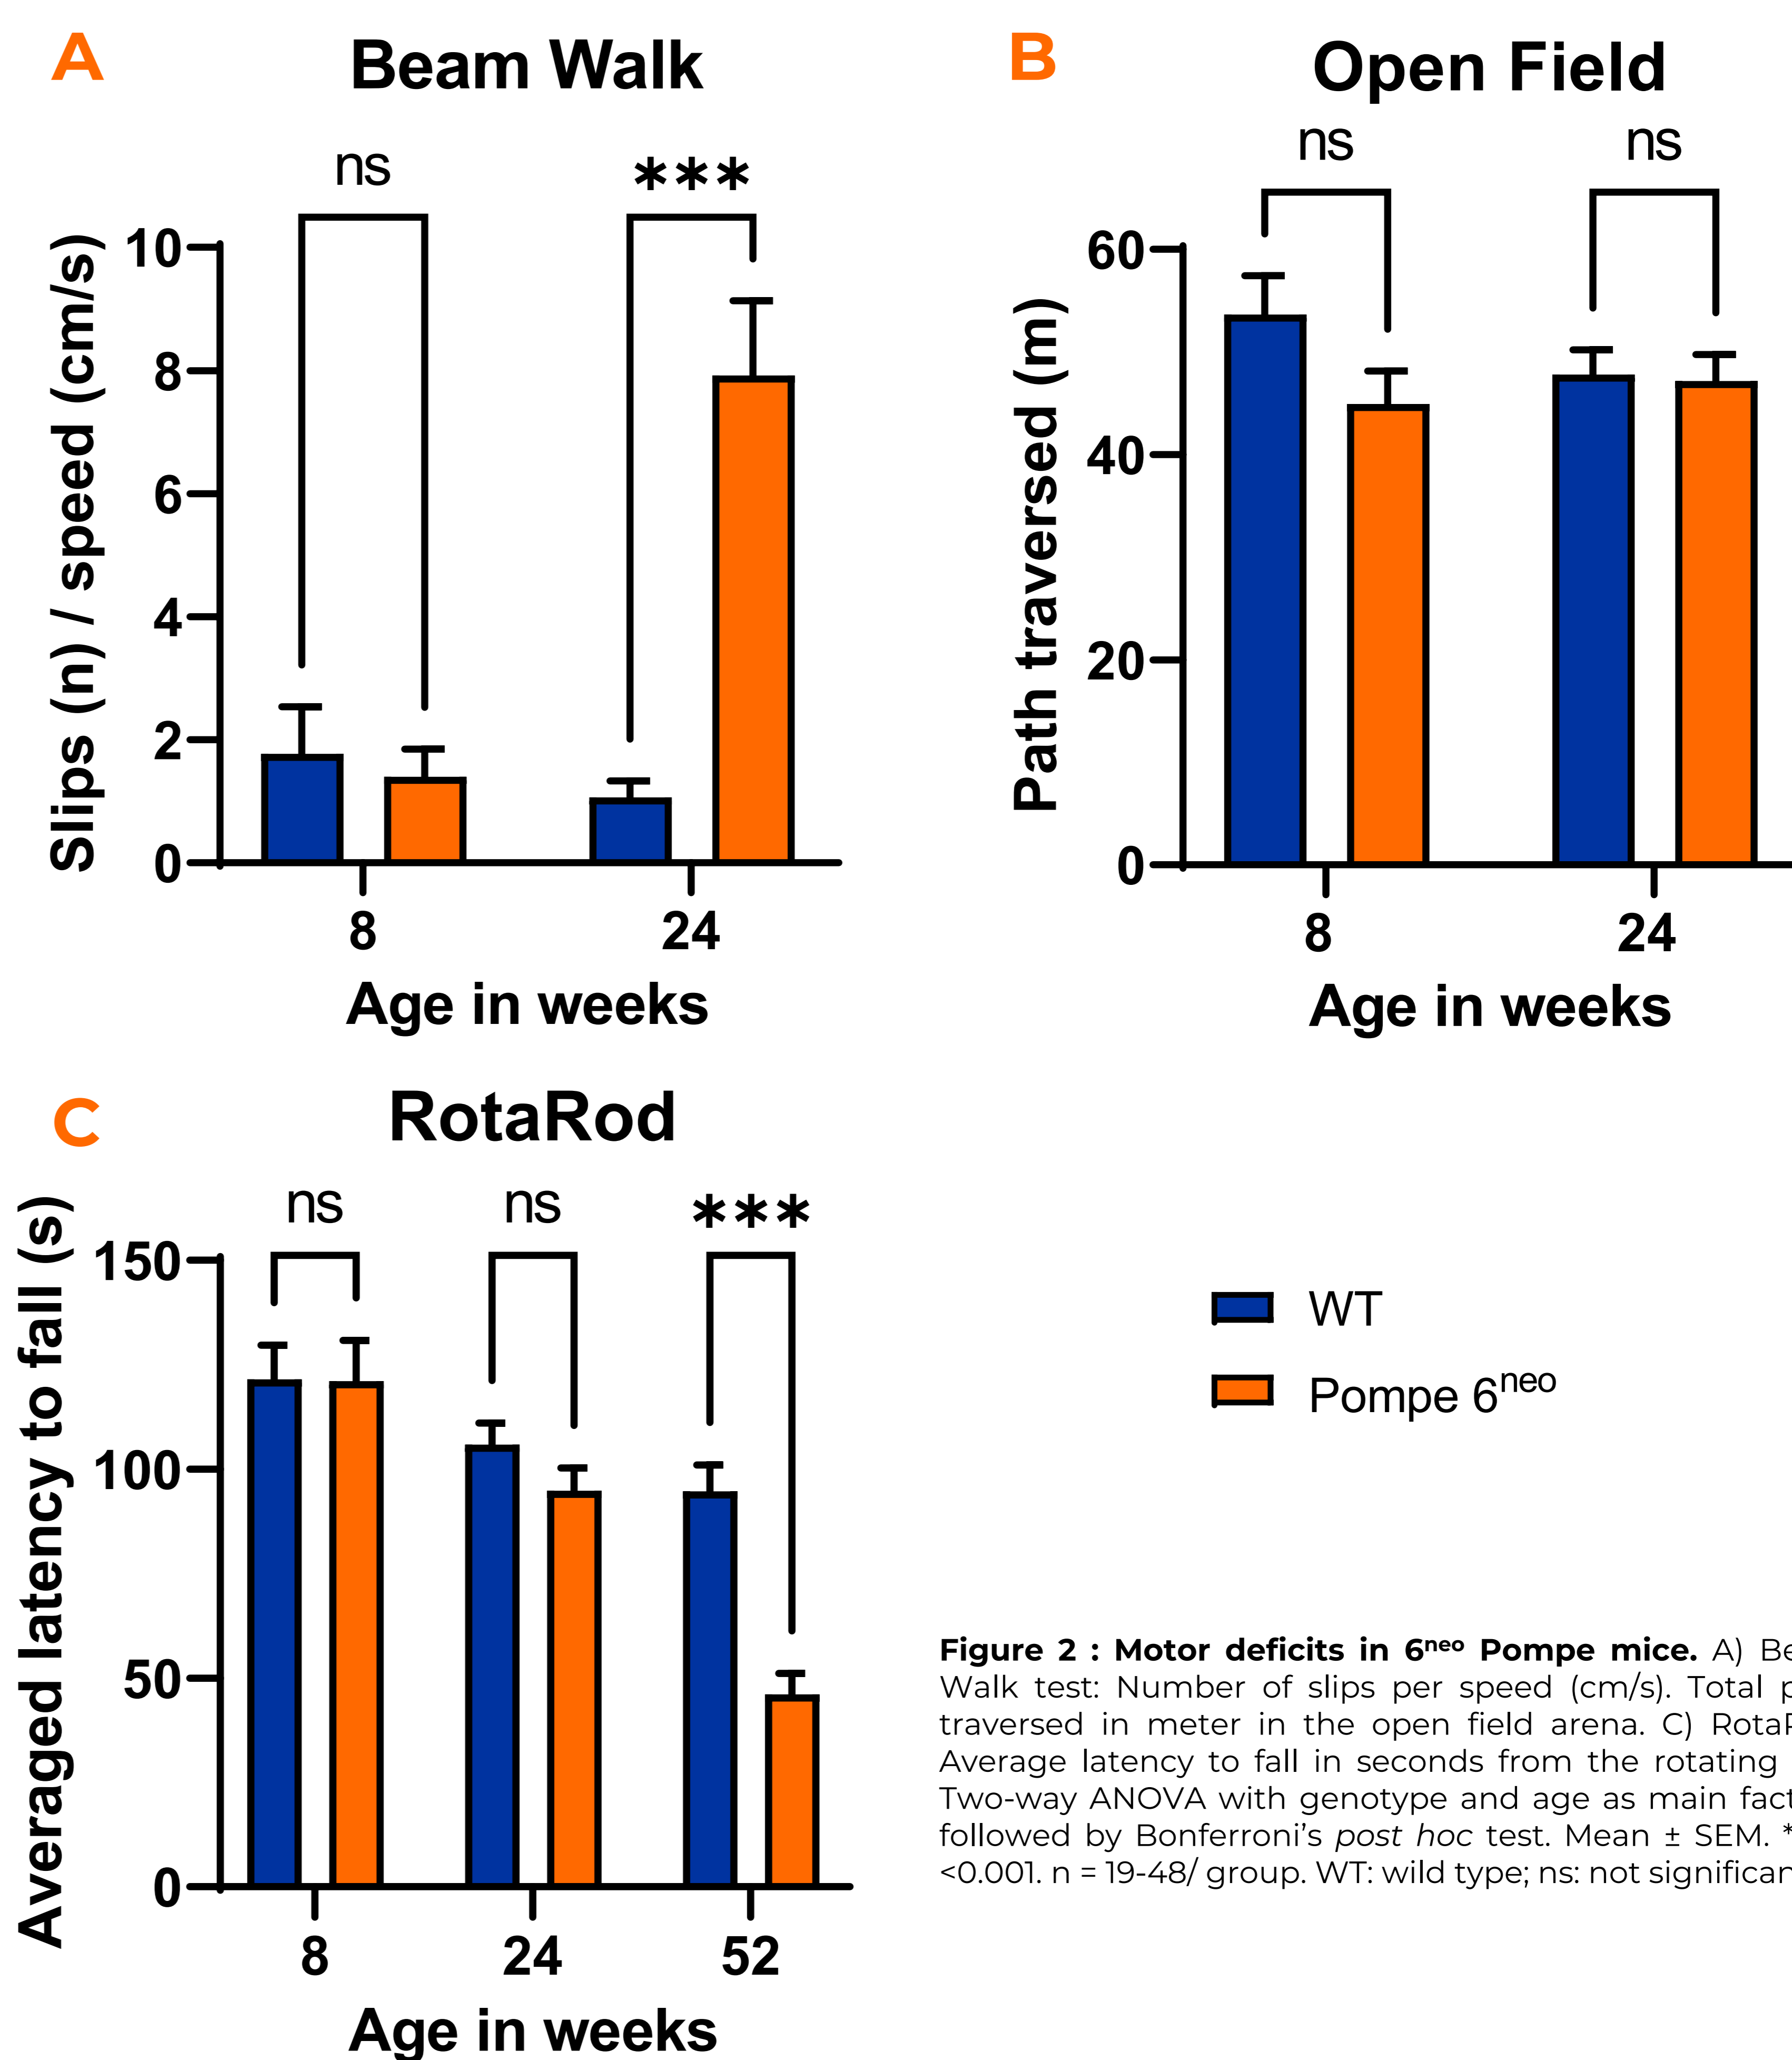 A
Beam Walk
ns
***
Slips (n) / speed (cm/s)
10
8
6
4
2
0
8
24
Age in weeks
B
Open Field
ns
ns
Path traversed (m)
60
40
20
0
8
24
Age in weeks
C
RotaRod
ns
ns
***
Averaged latency to fall (s)
150
100
50
0
8
24
52
Age in weeks
WT
Pompe 6ⁿᵉᵒ
Figure 2 : Motor deficits in 6ⁿᵉᵒ Pompe mice. A)
Walk test: Number of slips per speed (cm/s). Total
traversed in meter in the open field arena. C)
Average latency to fall in seconds from the rotating
Two-way ANOVA with genotype and age as main
followed by Bonferroni's post hoc test. Mean ± SEM. *
<0.001. n = 19-48/ group. WT: wild type; ns: not